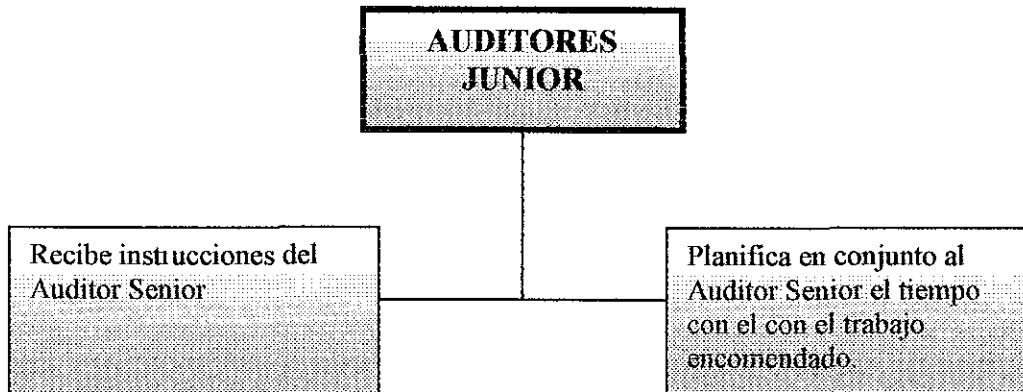 AUDITORES
JUNIOR
Recibe instrucciones del
Auditor Senior
Planifica en conjunto al
Auditor Senior el tiempo
con el con el trabajo
encomendado.